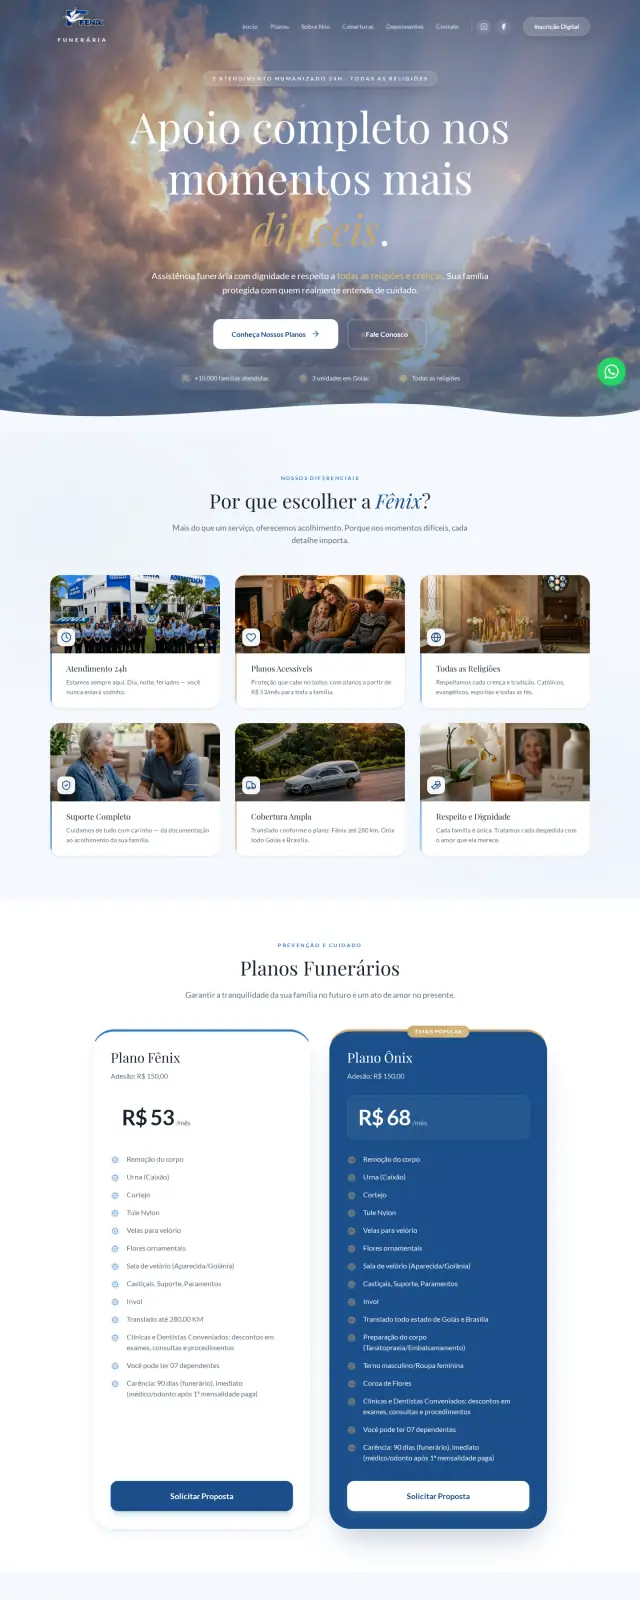 FÊNIX
FUNERÁRIA
Início
Planos
Sobre Nós
Coberturas
Depoimentos
Contato
Inscrição Digital
ATENDIMENTO HUMANIZADO 24H · TODAS AS RELIGIÕES
Apoio completo nos
momentos mais
difíceis.
Assistência funerária com dignidade e respeito a todas as religiões e crenças. Sua família
protegida com quem realmente entende de cuidado.
Conheça Nossos Planos
Fale Conosco
+10.000 famílias atendidas
3 unidades em Goiás
Todas as religiões
NOSSOS DIFERENCIAIS
Por que escolher a Fênix?
Mais do que um serviço, oferecemos acolhimento. Porque nos momentos difíceis, cada
detalhe importa.
FENIX
ADMINISTRAÇÃO
FENIX
Atendimento 24h
Estamos sempre aqui. Dia, noite, feriados — você
nunca estará sozinho.
Planos Acessíveis
Proteção que cabe no bolso, com planos a partir de
R$ 53/mês para toda a família.
Todas as Religiões
Respeitamos cada crença e tradição. Católicos,
evangélicos, espíritas e todas as fés.
In Loving
Memory
Suporte Completo
Cuidamos de tudo com carinho — da documentação
ao acolhimento da sua família.
Cobertura Ampla
Translado conforme o plano: Fênix até 280 km, Ônix
todo Goiás e Brasília.
Respeito e Dignidade
Cada família é única. Tratamos cada despedida com
o amor que ela merece.
PREVENÇÃO E CUIDADO
Planos Funerários
Garantir a tranquilidade da sua família no futuro é um ato de amor no presente.
Plano Fênix
Adesão: R$ 150,00
R$ 53 /mês
Remoção do corpo
Urna (Caixão)
Cortejo
Tule Nylon
Velas para velório
Flores ornamentais
Sala de velório (Aparecida/Goiânia)
Castiçais, Suporte, Paramentos
Invol
Translado até 280,00 KM
Clínicas e Dentistas Conveniados: descontos em
exames, consultas e procedimentos
Você pode ter 07 dependentes
Carência: 90 dias (funerário), imediato
(médico/odonto após 1ª mensalidade paga)
Solicitar Proposta
MAIS POPULAR
Plano Ônix
Adesão: R$ 150,00
R$ 68 /mês
Remoção do corpo
Urna (Caixão)
Cortejo
Tule Nylon
Velas para velório
Flores ornamentais
Sala de velório (Aparecida/Goiânia)
Castiçais, Suporte, Paramentos
Invol
Translado todo estado de Goiás e Brasília
Preparação do corpo
(Tanatopraxia/Embalsamamento)
Terno masculino/Roupa feminina
Coroa de Flores
Clínicas e Dentistas Conveniados: descontos em
exames, consultas e procedimentos
Você pode ter 07 dependentes
Carência: 90 dias (funerário), imediato
(médico/odonto após 1ª mensalidade paga)
Solicitar Proposta